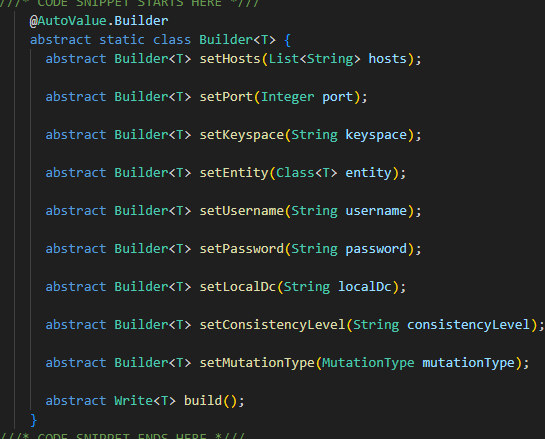 ///* CODE SNIPPET STARTS HERE *///
@AutoValue.Builder
abstract static class Builder<T> {
abstract Builder<T> setHosts(List<String> hosts);
abstract Builder<T> setPort(Integer port);
abstract Builder<T> setKeyspace(String keyspace);
abstract Builder<T> setEntity(Class<T> entity);
abstract Builder<T> setUsername(String username);
abstract Builder<T> setPassword(String password);
abstract Builder<T> setLocalDc(String localDc);
abstract Builder<T> setConsistencyLevel(String consistencyLevel);
abstract Builder<T> setMutationType(MutationType mutationType);
abstract Write<T> build();
}
///* CODE SNIPPET ENDS HERE *///